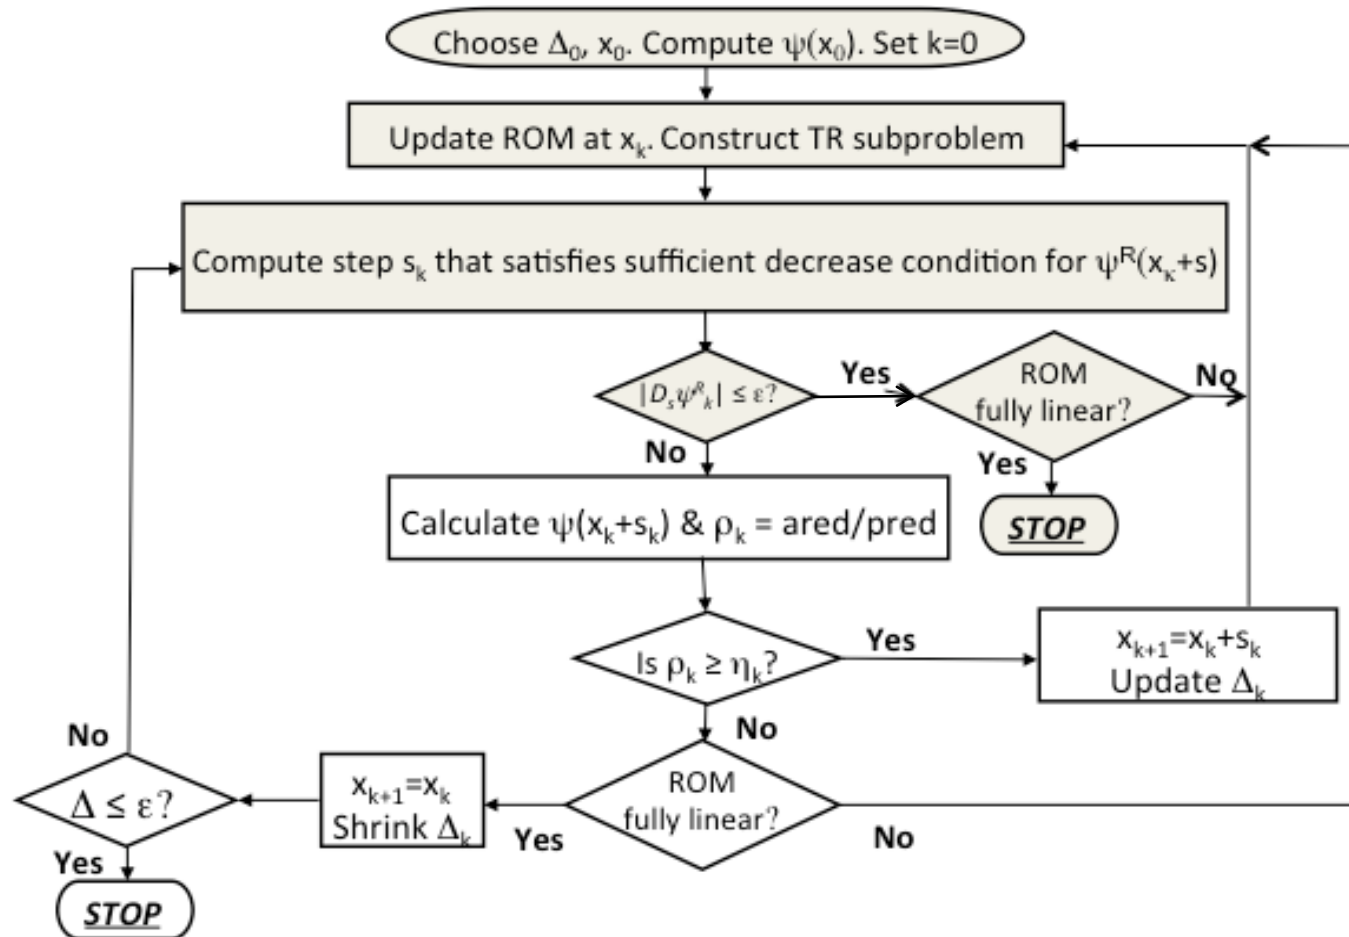 Choose Δ₀, x₀. Compute ψ(x₀). Set k=0
Update ROM at xₖ. Construct TR subproblem
Compute step sₖ that satisfies sufficient decrease condition for ψᴿ(x_κ+s)
|Dₛψᴿₖ| ≤ ε?
Yes
ROM
fully linear?
No
No
Yes
STOP
Calculate ψ(xₖ+sₖ) & ρₖ = ared/pred
Is ρₖ ≥ ηₖ?
Yes
xₖ₊₁=xₖ+sₖ
Update Δₖ
No
ROM
fully linear?
Yes
No
xₖ₊₁=xₖ
Shrink Δₖ
No
Δ ≤ ε?
Yes
STOP